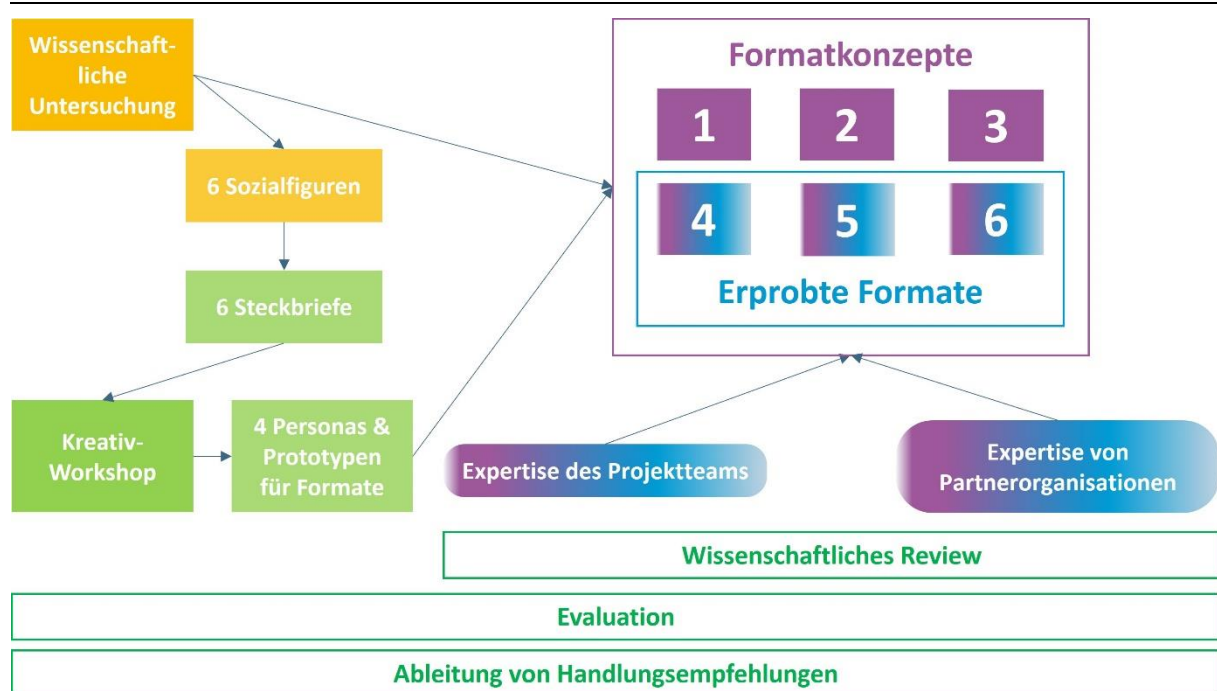 Wissenschaft-
liche
Untersuchung
6 Sozialfiguren
6 Steckbriefe
Kreativ-
Workshop
4 Personas &
Prototypen
für Formate
Formatkonzepte
1 2 3
4 5 6
Erprobte Formate
Expertise des Projektteams
Expertise von
Partnerorganisationen
Wissenschaftliches Review
Evaluation
Ableitung von Handlungsempfehlungen